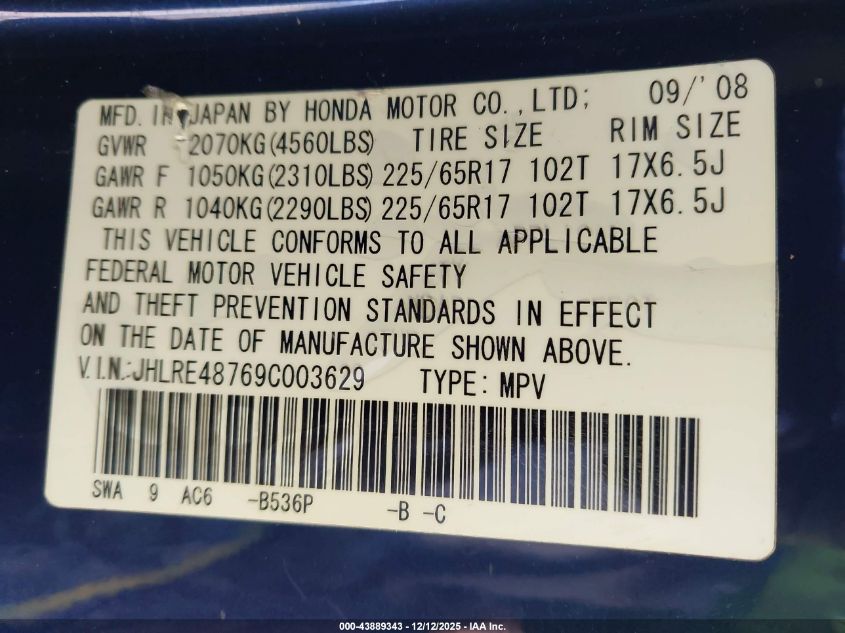 MFD. IN JAPAN BY HONDA MOTOR CO.,LTD; 09/'08
GVWR 2070KG(4560LBS) TIRE SIZE RIM SIZE
GAWR F 1050KG(2310LBS) 225/65R17 102T 17X6.5J
GAWR R 1040KG(2290LBS) 225/65R17 102T 17X6.5J
THIS VEHICLE CONFORMS TO ALL APPLICABLE
FEDERAL MOTOR VEHICLE SAFETY
AND THEFT PREVENTION STANDARDS IN EFFECT
ON THE DATE OF MANUFACTURE SHOWN ABOVE.
V.I.N.:JHLRE48769C003629 TYPE: MPV
SWA 9 AC6 -B536P -B -C
000-43889343 - 12/12/2025 - IAA Inc.